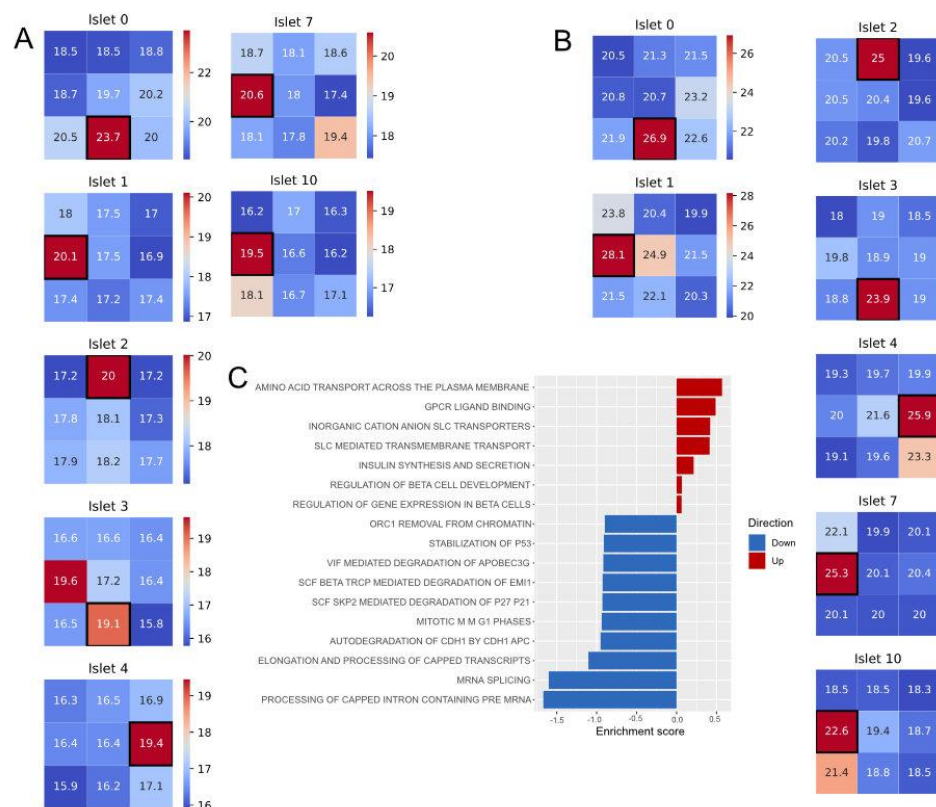 A
Islet 0
18.5 18.5 18.8
18.7 19.7 20.2
20.5 23.7 20
22
20
Islet 7
18.7 18.1 18.6
20.6 18 17.4
18.1 17.8 19.4
20
19
18
Islet 1
18 17.5 17
20.1 17.5 16.9
17.4 17.2 17.4
20
19
18
17
Islet 10
16.2 17 16.3
19.5 16.6 16.2
18.1 16.7 17.1
19
18
17
Islet 2
17.2 20 17.2
17.8 18.1 17.3
17.9 18.2 17.7
20
19
18
Islet 3
16.6 16.6 16.4
19.6 17.2 16.4
16.5 19.1 15.8
19
18
17
16
Islet 4
16.3 16.5 16.9
16.4 16.4 19.4
15.9 16.2 17.1
19
18
17
16
B
Islet 0
20.5 21.3 21.5
20.8 20.7 23.2
21.9 26.9 22.6
26
24
22
Islet 1
23.8 20.4 19.9
28.1 24.9 21.5
21.5 22.1 20.3
28
26
24
22
20
Islet 2
20.5 25 19.6
20.5 20.4 19.6
20.2 19.8 20.7
Islet 3
18 19 18.5
19.8 18.9 19
18.8 23.9 19
Islet 4
19.3 19.7 19.9
20 21.6 25.9
19.1 19.6 23.3
Islet 7
22.1 19.9 20.1
25.3 20.1 20.4
20.1 20 20
Islet 10
18.5 18.5 18.3
22.6 19.4 18.7
21.4 18.8 18.5
C
AMINO ACID TRANSPORT ACROSS THE PLASMA MEMBRANE
GPCR LIGAND BINDING
INORGANIC CATION ANION SLC TRANSPORTERS
SLC MEDIATED TRANSMEMBRANE TRANSPORT
INSULIN SYNTHESIS AND SECRETION
REGULATION OF BETA CELL DEVELOPMENT
REGULATION OF GENE EXPRESSION IN BETA CELLS
ORC1 REMOVAL FROM CHROMATIN
STABILIZATION OF P53
VIF MEDIATED DEGRADATION OF APOBEC3G
SCF BETA TRCP MEDIATED DEGRADATION OF EMI1
SCF SKP2 MEDIATED DEGRADATION OF P27 P21
MITOTIC M M G1 PHASES
AUTODEGRADATION OF CDH1 BY CDH1 APC
ELONGATION AND PROCESSING OF CAPPED TRANSCRIPTS
MRNA SPLICING
PROCESSING OF CAPPED INTRON CONTAINING PRE MRNA
-1.5 -1.0 -0.5 0.0 0.5
Enrichment score
Direction
Down
Up